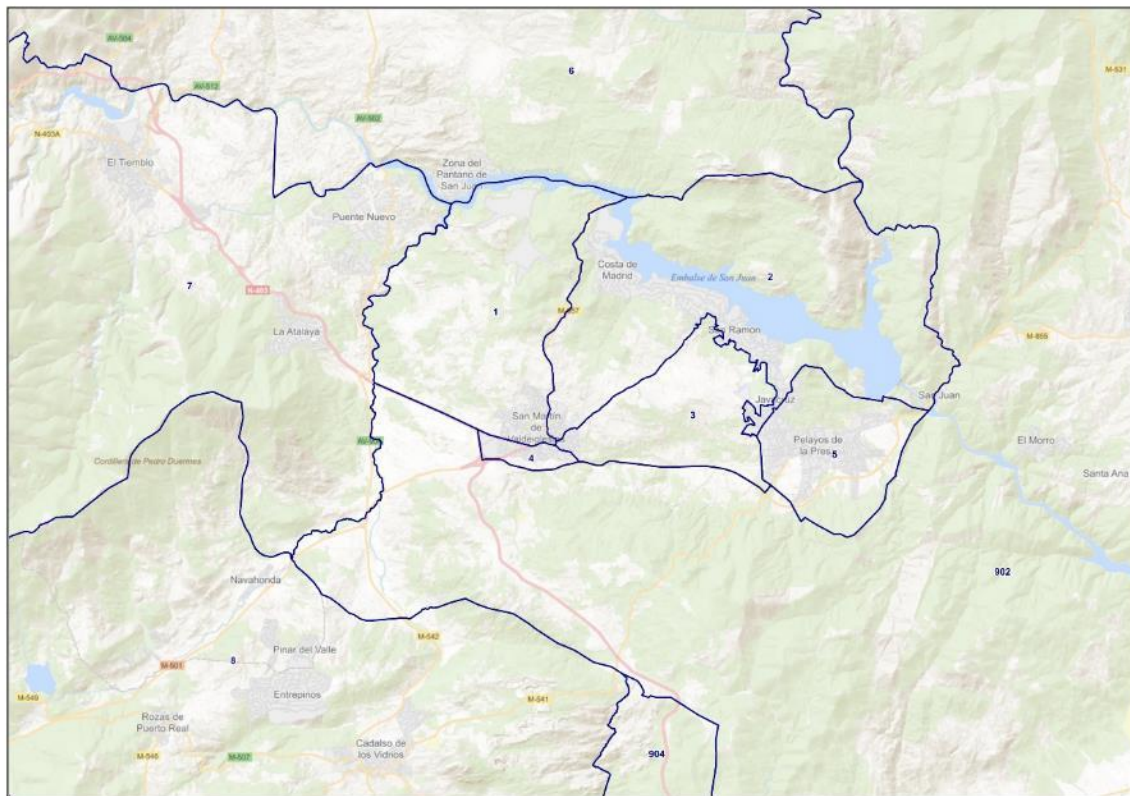 AV-504
6
M-531
AV-512
N-403A
AV-502
El Tiemblo
Zona del
Pantano de
San Juan
Puente Nuevo
Costa de
Madrid
Embalse de San Juan
2
N-403
7
1
M-957
La Atalaya
San Ramon
M-855
San Juan
3
Javacruz
San Martín
de
Valdeiglesias
4
Pelayos de
la Presa
5
El Morro
Cordillera de Pedro Duermes
Santa Ana
902
Navahonda
M-542
Pinar del Valle
8
M-501
Entrepinos
M-549
M-541
Rozas de
Puerto Real
Cadalso de
los Vidrios
M-546
M-507
904